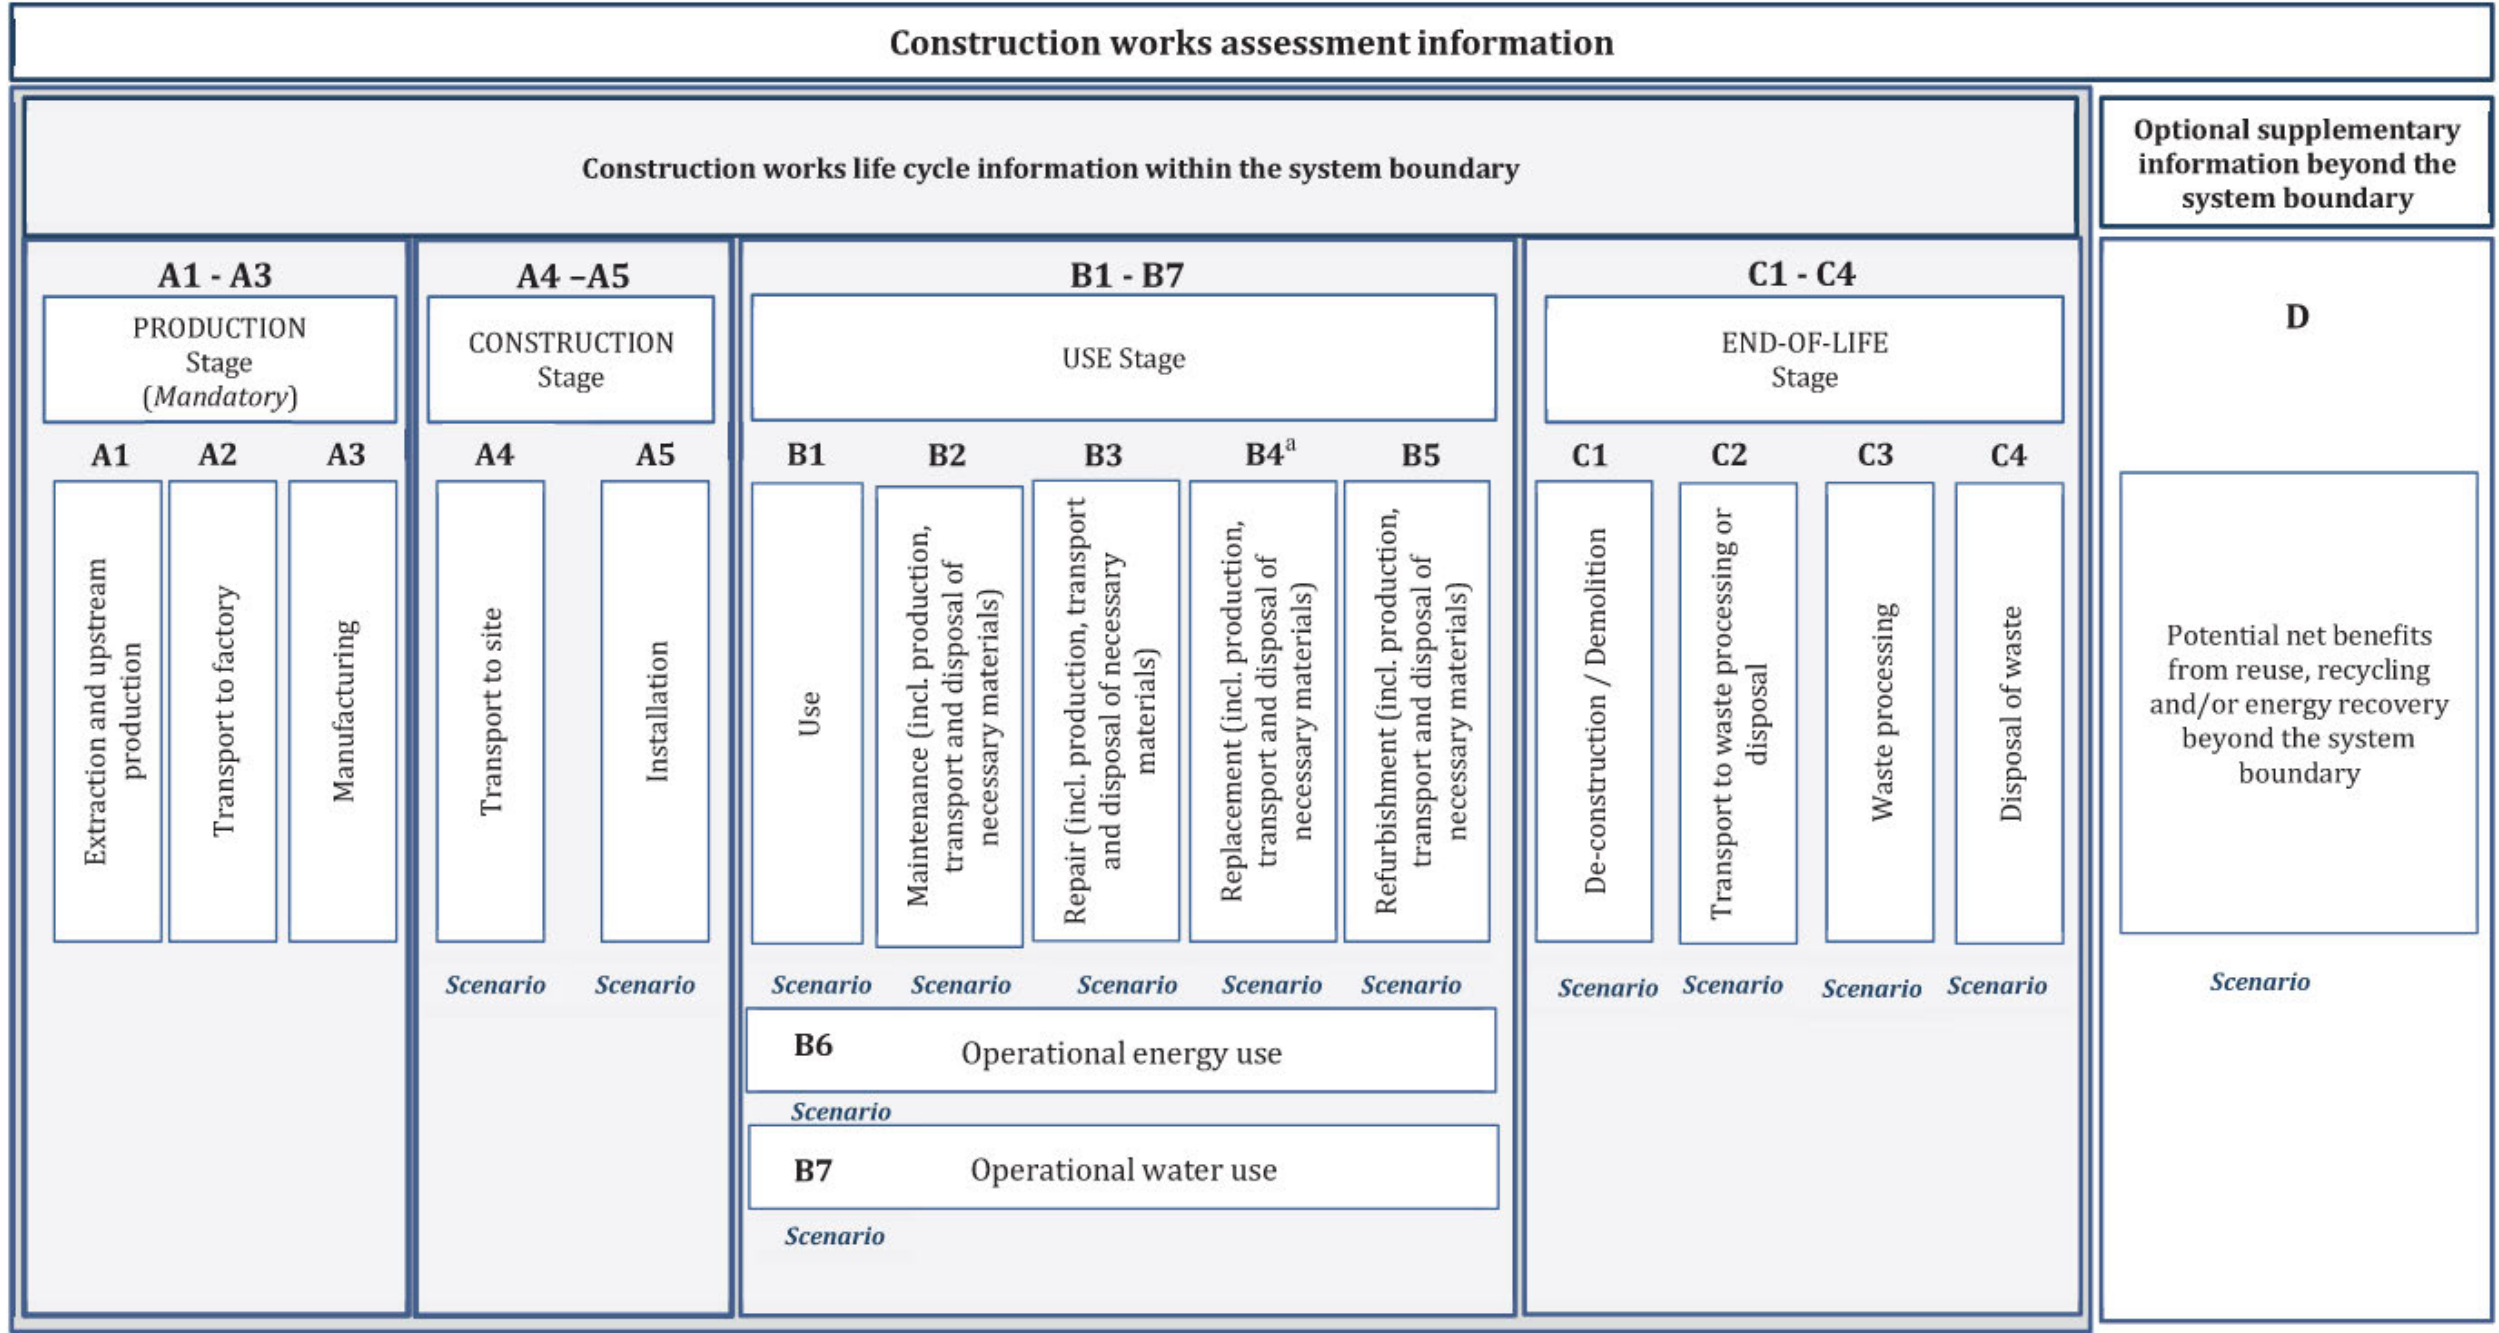 Construction works assessment information
Construction works life cycle information within the system boundary
Optional supplementary
information beyond the
system boundary
A1 - A3
PRODUCTION
Stage
(Mandatory)
A1
A2
A3
Extraction and upstream
production
Transport to factory
Manufacturing
A4 –A5
CONSTRUCTION
Stage
A4
A5
Transport to site
Installation
Scenario
Scenario
B1 - B7
USE Stage
B1
B2
B3
B4ᵃ
B5
Use
Maintenance (incl. production,
transport and disposal of
necessary materials)
Repair (incl. production, transport
and disposal of necessary
materials)
Replacement (incl. production,
transport and disposal of
necessary materials)
Refurbishment (incl. production,
transport and disposal of
necessary materials)
Scenario
Scenario
Scenario
Scenario
Scenario
B6
Operational energy use
Scenario
B7
Operational water use
Scenario
C1 - C4
END-OF-LIFE
Stage
C1
C2
C3
C4
De-construction / Demolition
Transport to waste processing or
disposal
Waste processing
Disposal of waste
Scenario
Scenario
Scenario
Scenario
D
Potential net benefits
from reuse, recycling
and/or energy recovery
beyond the system
boundary
Scenario